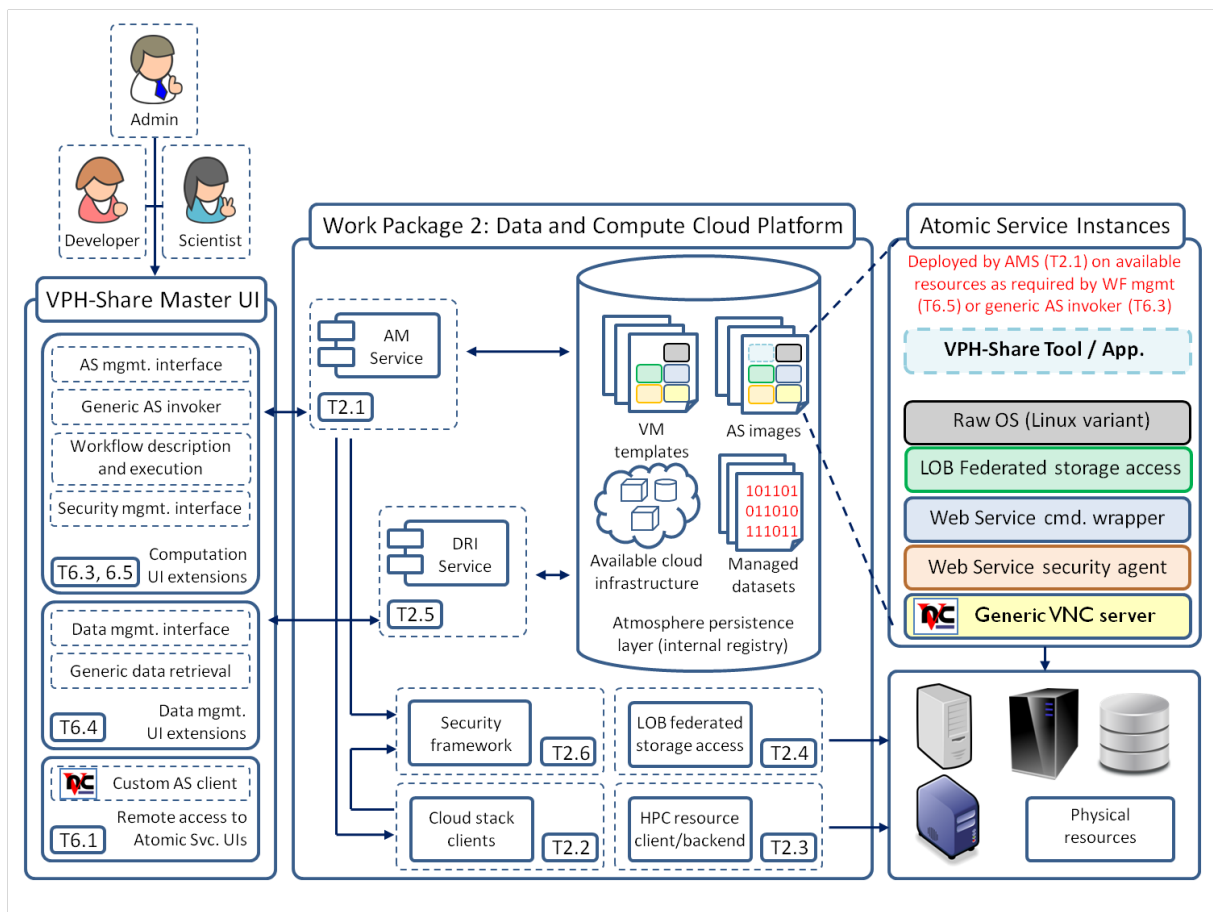 Admin
Developer
Scientist
VPH-Share Master UI
AS mgmt. interface
Generic AS invoker
Workflow description
and execution
Security mgmt. interface
T6.3, 6.5
Computation
UI extensions
Data mgmt. interface
Generic data retrieval
T6.4
Data mgmt.
UI extensions
Custom AS client
T6.1
Remote access to
Atomic Svc. UIs
Work Package 2: Data and Compute Cloud Platform
AM
Service
T2.1
DRI
Service
T2.5
VM
templates
AS images
Available cloud
infrastructure
101101
011010
111011
Managed
datasets
Atmosphere persistence
layer (internal registry)
Security
framework
T2.6
LOB federated
storage access
T2.4
Cloud stack
clients
T2.2
HPC resource
client/backend
T2.3
Atomic Service Instances
Deployed by AMS (T2.1) on available
resources as required by WF mgmt
(T6.5) or generic AS invoker (T6.3)
VPH-Share Tool / App.
Raw OS (Linux variant)
LOB Federated storage access
Web Service cmd. wrapper
Web Service security agent
Generic VNC server
Physical
resources